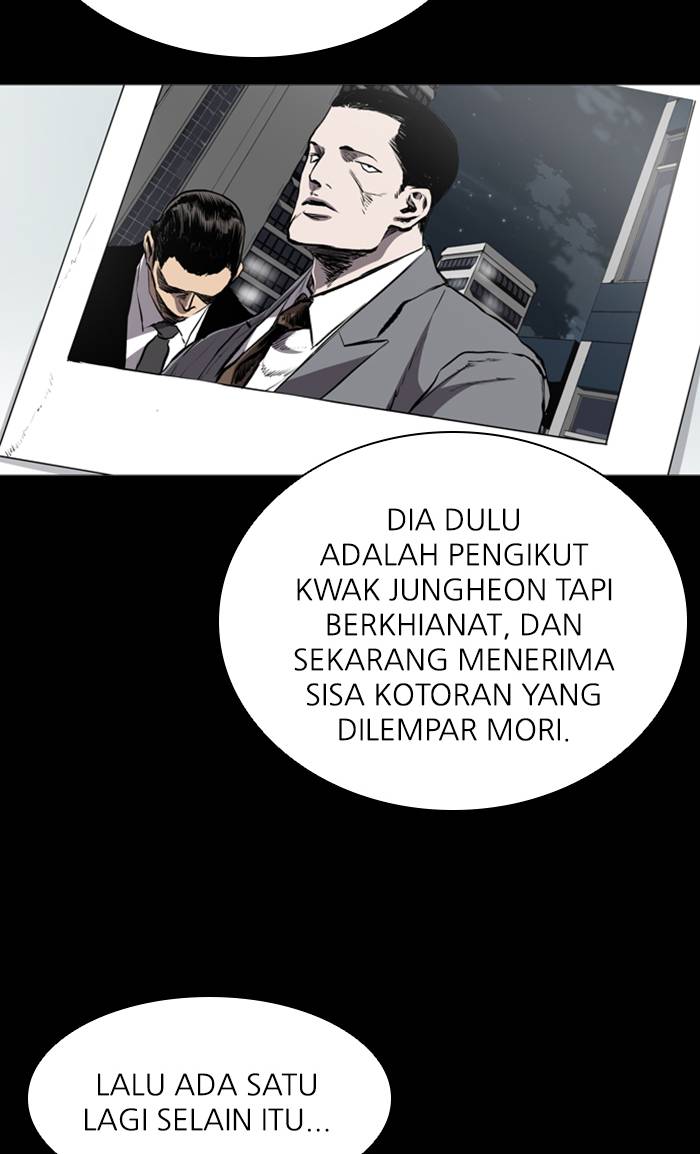 DIA DULU
ADALAH PENGIKUT
KWAK JUNGHEON TAPI
BERKHIANAT, DAN
SEKARANG MENERIMA
SISA KOTORAN YANG
DILEMPAR MORI.
LALU ADA SATU
LAGI SELAIN ITU...